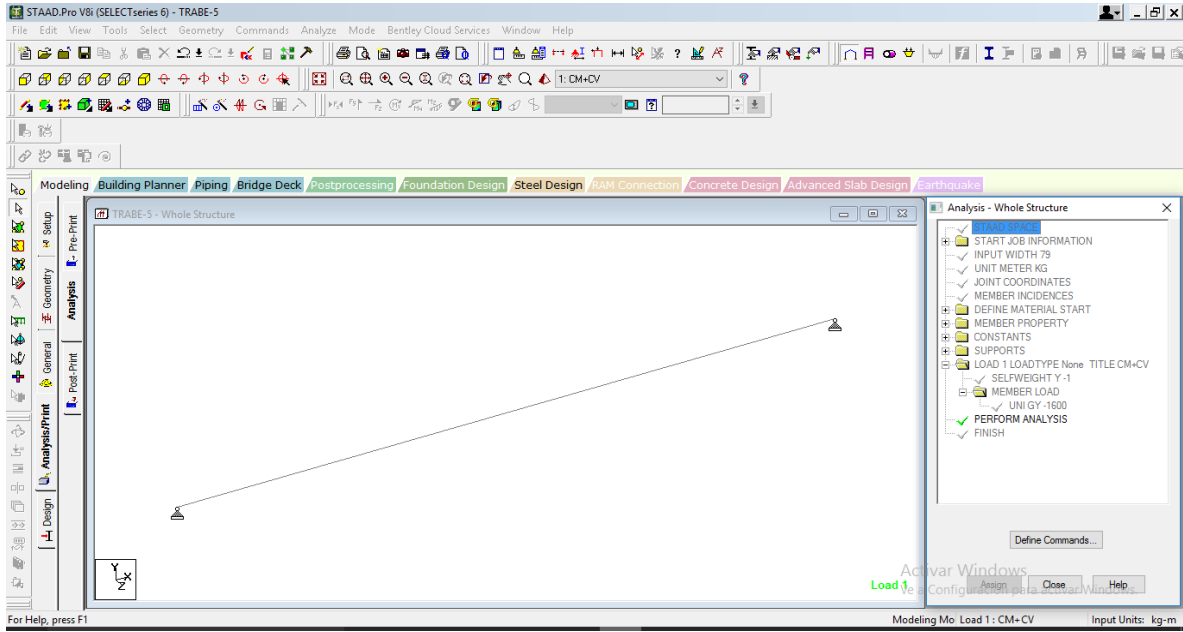 STAAD.Pro V8i (SELECTseries 6) - TRABE-5
File Edit View Tools Select Geometry Commands Analyze Mode Bentley Cloud Services Window Help
1: CM+CV
Modeling Building Planner Piping Bridge Deck Postprocessing Foundation Design Steel Design RAM Connection Concrete Design Advanced Slab Design Earthquake
Setup
Geometry
General
Analysis/Print
Design
Pre-Print
Analysis
Post-Print
TRABE-5 - Whole Structure
Y
X
Z
Load 1
Analysis - Whole Structure
STAAD SPACE
START JOB INFORMATION
INPUT WIDTH 79
UNIT METER KG
JOINT COORDINATES
MEMBER INCIDENCES
DEFINE MATERIAL START
MEMBER PROPERTY
CONSTANTS
SUPPORTS
LOAD 1 LOADTYPE None TITLE CM+CV
SELFWEIGHT Y -1
MEMBER LOAD
UNI GY -1600
PERFORM ANALYSIS
FINISH
Define Commands...
Activar Windows
Ve a Configuración para activar Windows.
Assign Close Help
For Help, press F1
Modeling Mo Load 1 : CM+CV Input Units: kg-m